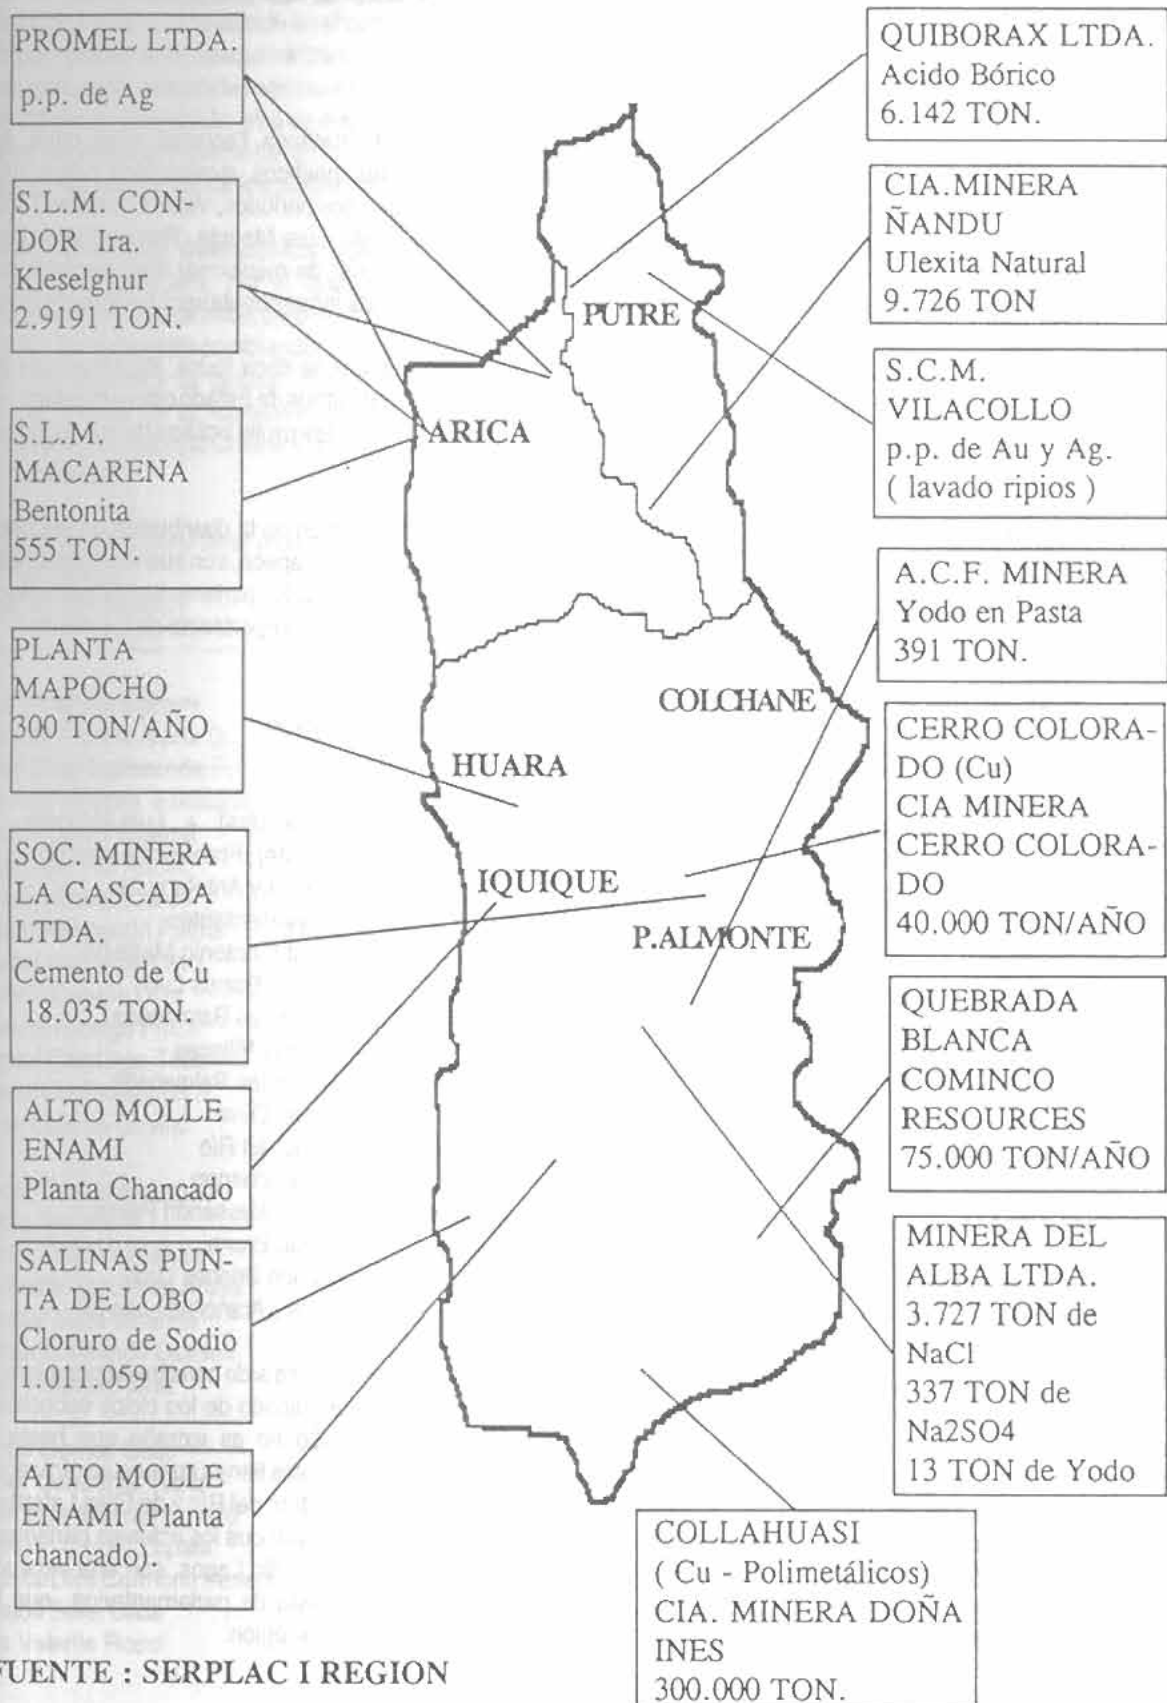 PROMEL LTDA.
p.p. de Ag
S.L.M. CON-
DOR Ira.
Kleselghur
2.9191 TON.
S.L.M.
MACARENA
Bentonita
555 TON.
PLANTA
MAPOCHO
300 TON/AÑO
SOC. MINERA
LA CASCADA
LTDA.
Cemento de Cu
18.035 TON.
ALTO MOLLE
ENAMI
Planta Chancado
SALINAS PUN-
TA DE LOBO
Cloruro de Sodio
1.011.059 TON
ALTO MOLLE
ENAMI (Planta
chancado).
PUTRE
ARICA
COLCHANE
HUARA
IQUIQUE
P.ALMONTE
QUIBORAX LTDA.
Acido Bórico
6.142 TON.
CIA.MINERA
ÑANDU
Ulexita Natural
9.726 TON
S.C.M.
VILACOLLO
p.p. de Au y Ag.
( lavado ripios )
A.C.F. MINERA
Yodo en Pasta
391 TON.
CERRO COLORA-
DO (Cu)
CIA MINERA
CERRO COLORA-
DO
40.000 TON/AÑO
QUEBRADA
BLANCA
COMINCO
RESOURCES
75.000 TON/AÑO
MINERA DEL
ALBA LTDA.
3.727 TON de
NaCl
337 TON de
Na2SO4
13 TON de Yodo
COLLAHUASI
( Cu - Polimetálicos)
CIA. MINERA DOÑA
INES
300.000 TON.
FUENTE : SERPLAC I REGION